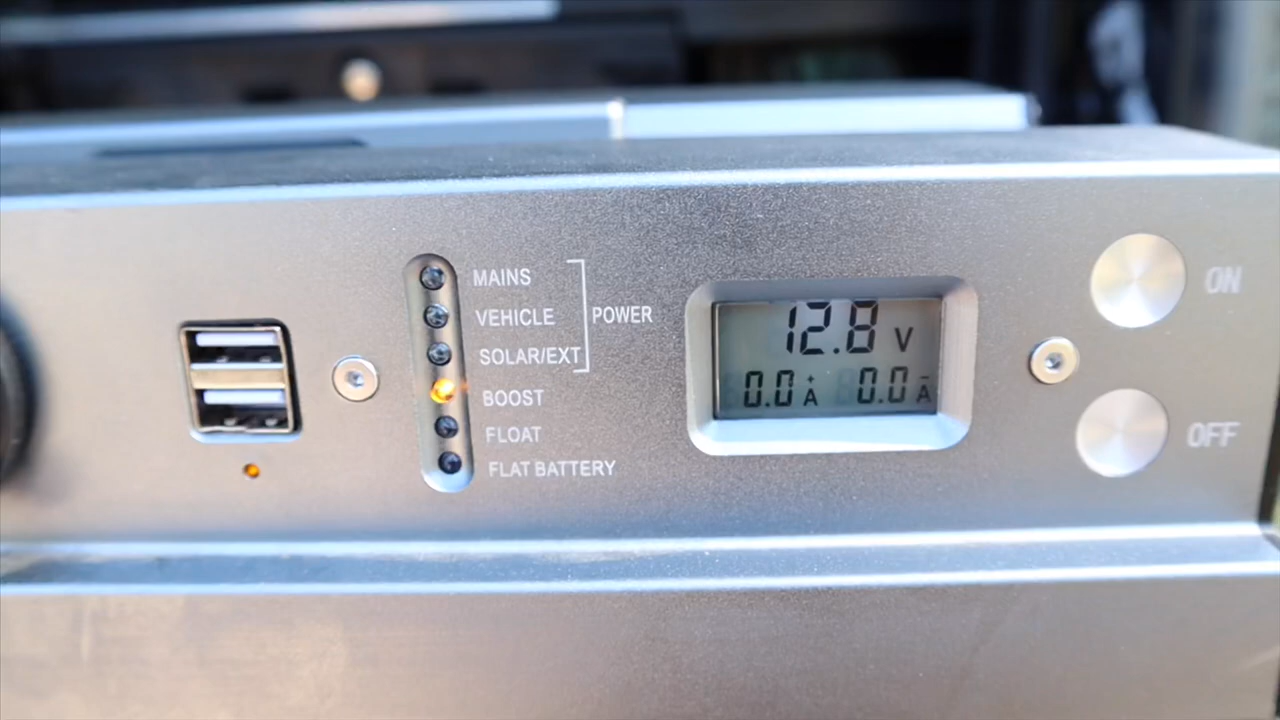 MAINS
VEHICLE
POWER
SOLAR/EXT
BOOST
FLOAT
FLAT BATTERY
12.8 V
0.0 +A 0.0 -A
ON
OFF